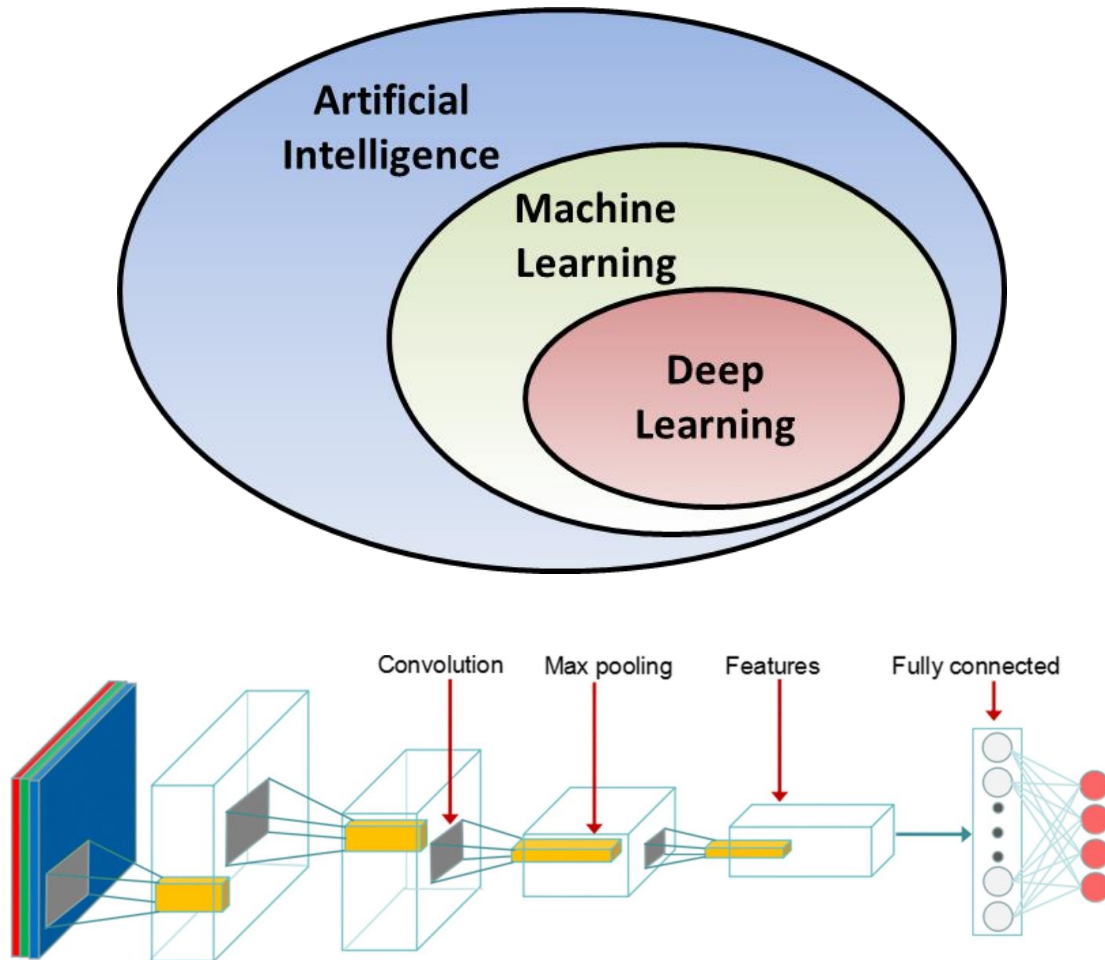 Artificial
Intelligence
Machine
Learning
Deep
Learning
Convolution
Max pooling
Features
Fully connected